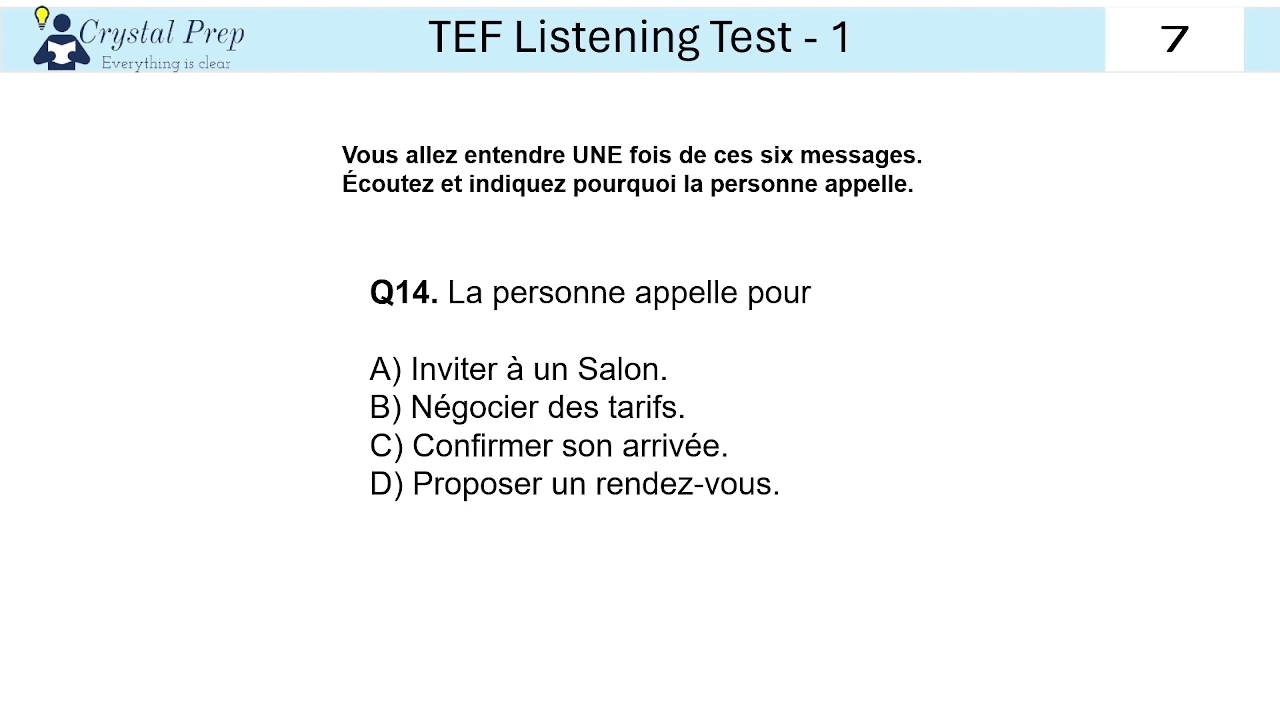 Crystal Prep
Everything is clear
TEF Listening Test - 1
7
Vous allez entendre UNE fois de ces six messages.
Écoutez et indiquez pourquoi la personne appelle.
Q14. La personne appelle pour
A) Inviter à un Salon.
B) Négocier des tarifs.
C) Confirmer son arrivée.
D) Proposer un rendez-vous.